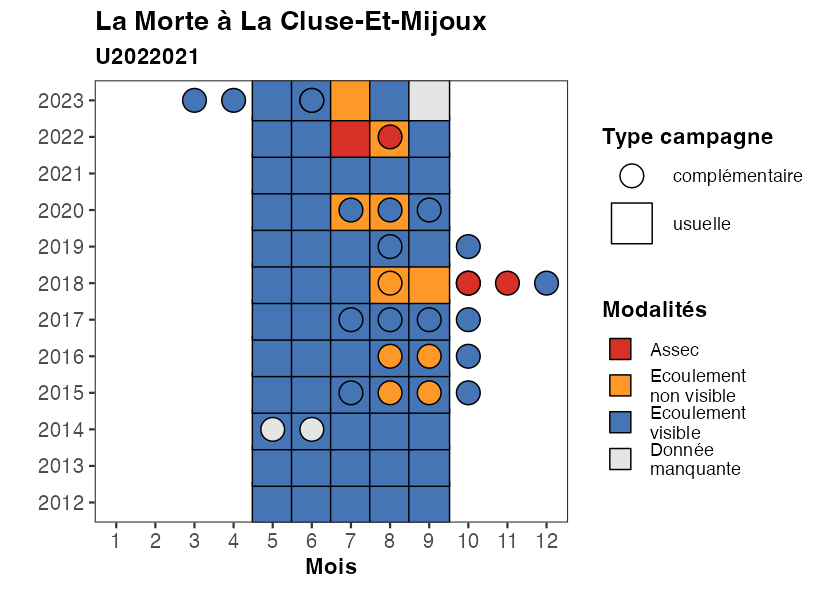 La Morte à La Cluse-Et-Mijoux
U2022021
2023
2022
2021
2020
2019
2018
2017
2016
2015
2014
2013
2012
1 2 3 4 5 6 7 8 9 10 11 12
Mois
Type campagne
complémentaire
usuelle
Modalités
Assec
Ecoulement
non visible
Ecoulement
visible
Donnée
manquante